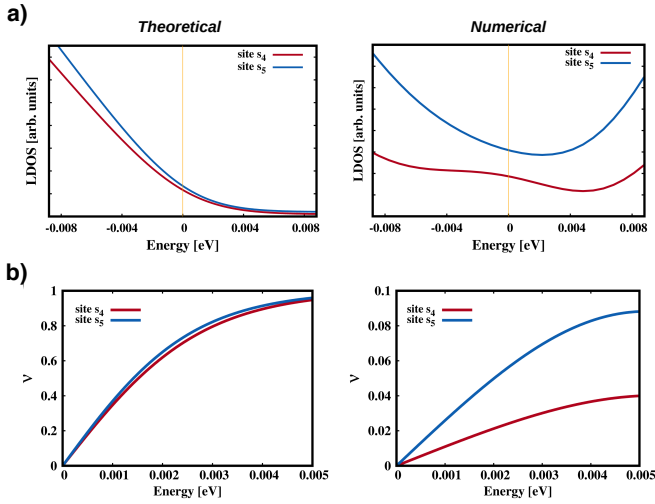 a)
Theoretical
Numerical
site s4
site s5
LDOS [arb. units]
-0.008
-0.004
0
0.004
0.008
Energy [eV]
site s4
site s5
LDOS [arb. units]
-0.008
-0.004
0
0.004
0.008
Energy [eV]
b)
1
0.8
0.6
0.4
0.2
0
ν
site s4
site s5
0
0.001
0.002
0.003
0.004
0.005
Energy [eV]
0.1
0.08
0.06
0.04
0.02
0
ν
site s4
site s5
0
0.001
0.002
0.003
0.004
0.005
Energy [eV]